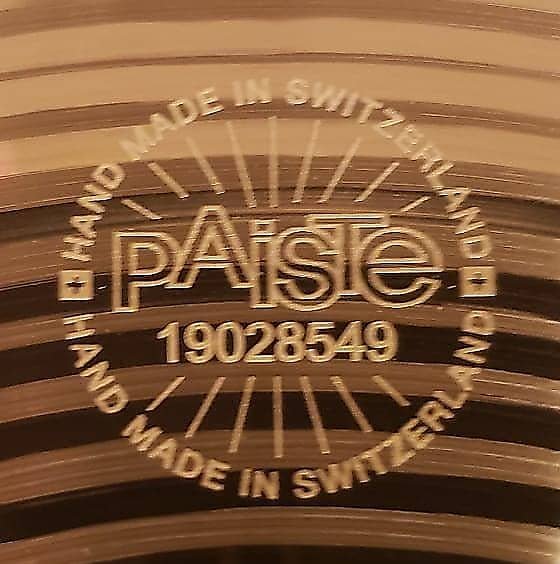 HAND MADE IN SWITZERLAND
PAiSTe
19028549
HAND MADE IN SWITZERLAND